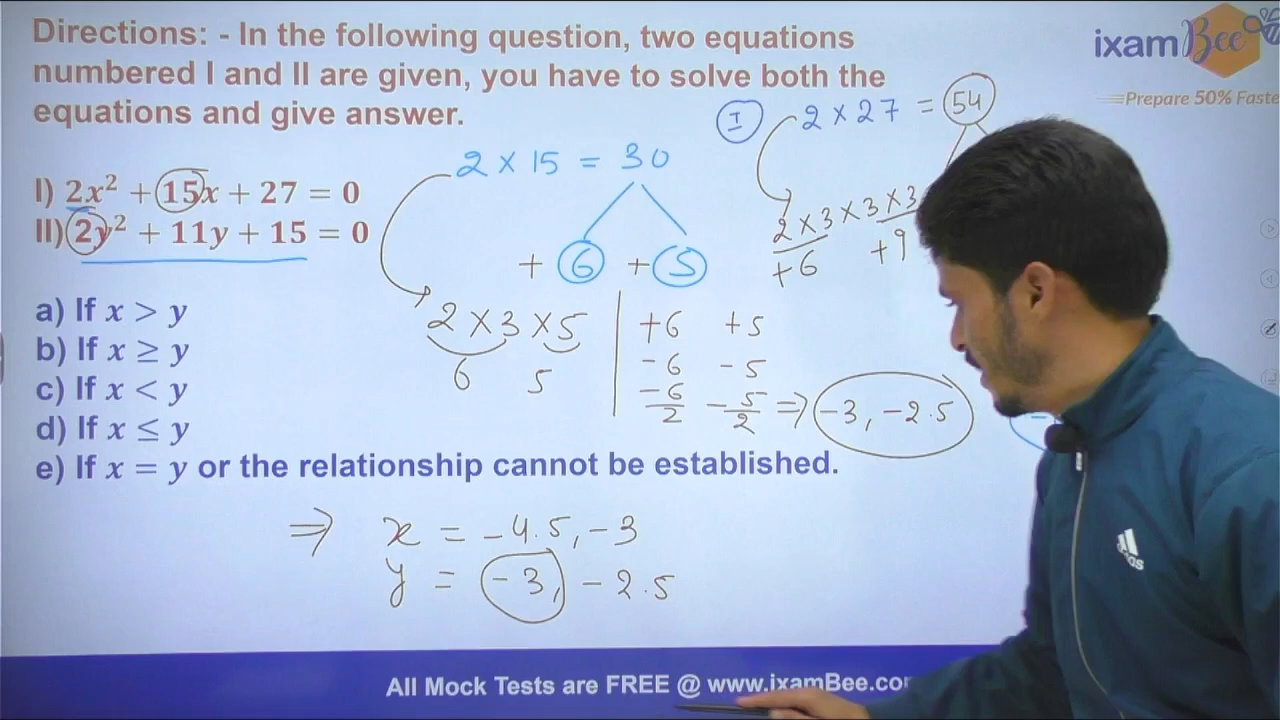 Directions: - In the following question, two equations
numbered I and II are given, you have to solve both the
equations and give answer.
ixamBee
Prepare 50% Faste
I) 2x² + 15x + 27 = 0
II) 2y² + 11y + 15 = 0
a) If x > y
b) If x ≥ y
c) If x < y
d) If x ≤ y
e) If x = y or the relationship cannot be established.
2 × 15 = 30
+ 6 + 5
2 × 3 × 5
6 5
+6 +5
-6 -5
-6/2 -5/2 ⇒ -3, -2.5
I 2 × 27 = 54
2 × 3 × 3 × 3
+6 +9
⇒ x = -4.5, -3
y = -3, -2.5
adidas
All Mock Tests are FREE @ www.ixamBee.co